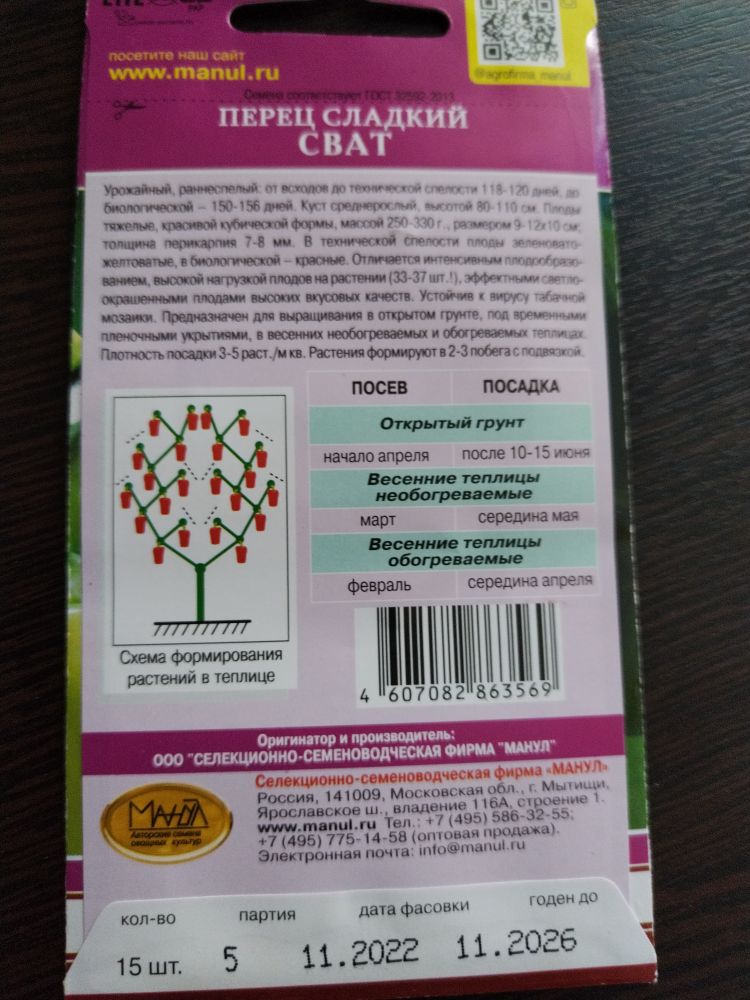 РАР
посетите наш сайт
www.manul.ru
@agrofirma_manul
Семена соответствует ГОСТ 32592-2013
ПЕРЕЦ СЛАДКИЙ
СВАТ
Урожайный, раннеспелый: от всходов до технической спелости 118-120 дней, до
биологической – 150-156 дней. Куст среднерослый, высотой 80-110 см. Плоды
тяжелые, красивой кубической формы, массой 250-330 г., размером 9-12х10 см;
толщина перикарпия 7-8 мм. В технической спелости плоды зеленовато-
желтоватые, в биологической – красные. Отличается интенсивным плодообразо-
ванием, высокой нагрузкой плодов на растении (33-37 шт.!), эффектными светло-
окрашенными плодами высоких вкусовых качеств. Устойчив к вирусу табачной
мозаики. Предназначен для выращивания в открытом грунте, под временными
пленочными укрытиями, в весенних необогреваемых и обогреваемых теплицах.
Плотность посадки 3-5 раст./м кв. Растения формируют в 2-3 побега с подвязкой.
ПОСЕВ ПОСАДКА
Открытый грунт
начало апреля после 10-15 июня
Весенние теплицы
необогреваемые
март середина мая
Весенние теплицы
обогреваемые
февраль середина апреля
Схема формирования
растений в теплице
4 607082 863569
Оригинатор и производитель:
ООО "СЕЛЕКЦИОННО-СЕМЕНОВОДЧЕСКАЯ ФИРМА "МАНУЛ"
МАНУЛ
Авторские семена
овощных культур
Селекционно-семеноводческая фирма «МАНУЛ»
Россия, 141009, Московская обл., г. Мытищи,
Ярославское ш., владение 116А, строение 1.
www.manul.ru Тел.: +7 (495) 586-32-55;
+7 (495) 775-14-58 (оптовая продажа).
Электронная почта: info@manul.ru
кол-во партия дата фасовки годен до
15 шт. 5 11.2022 11.2026